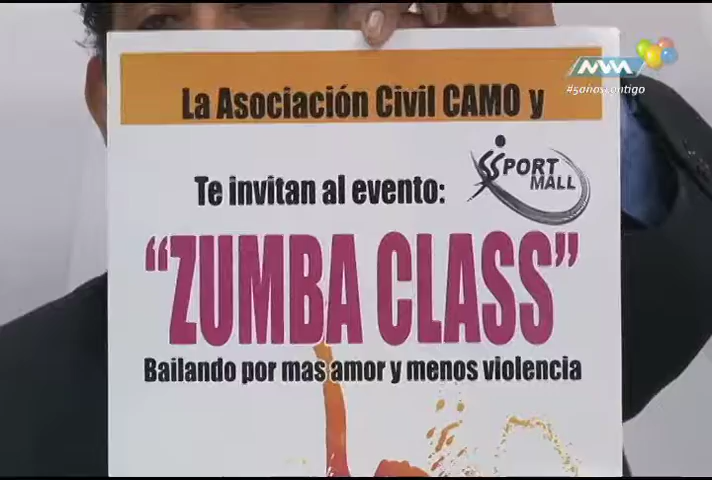 MVM
#5añoscontigo
La Asociación Civil CAMO y
SPORT
MALL
Te invitan al evento:
“ZUMBA CLASS”
Bailando por mas amor y menos violencia